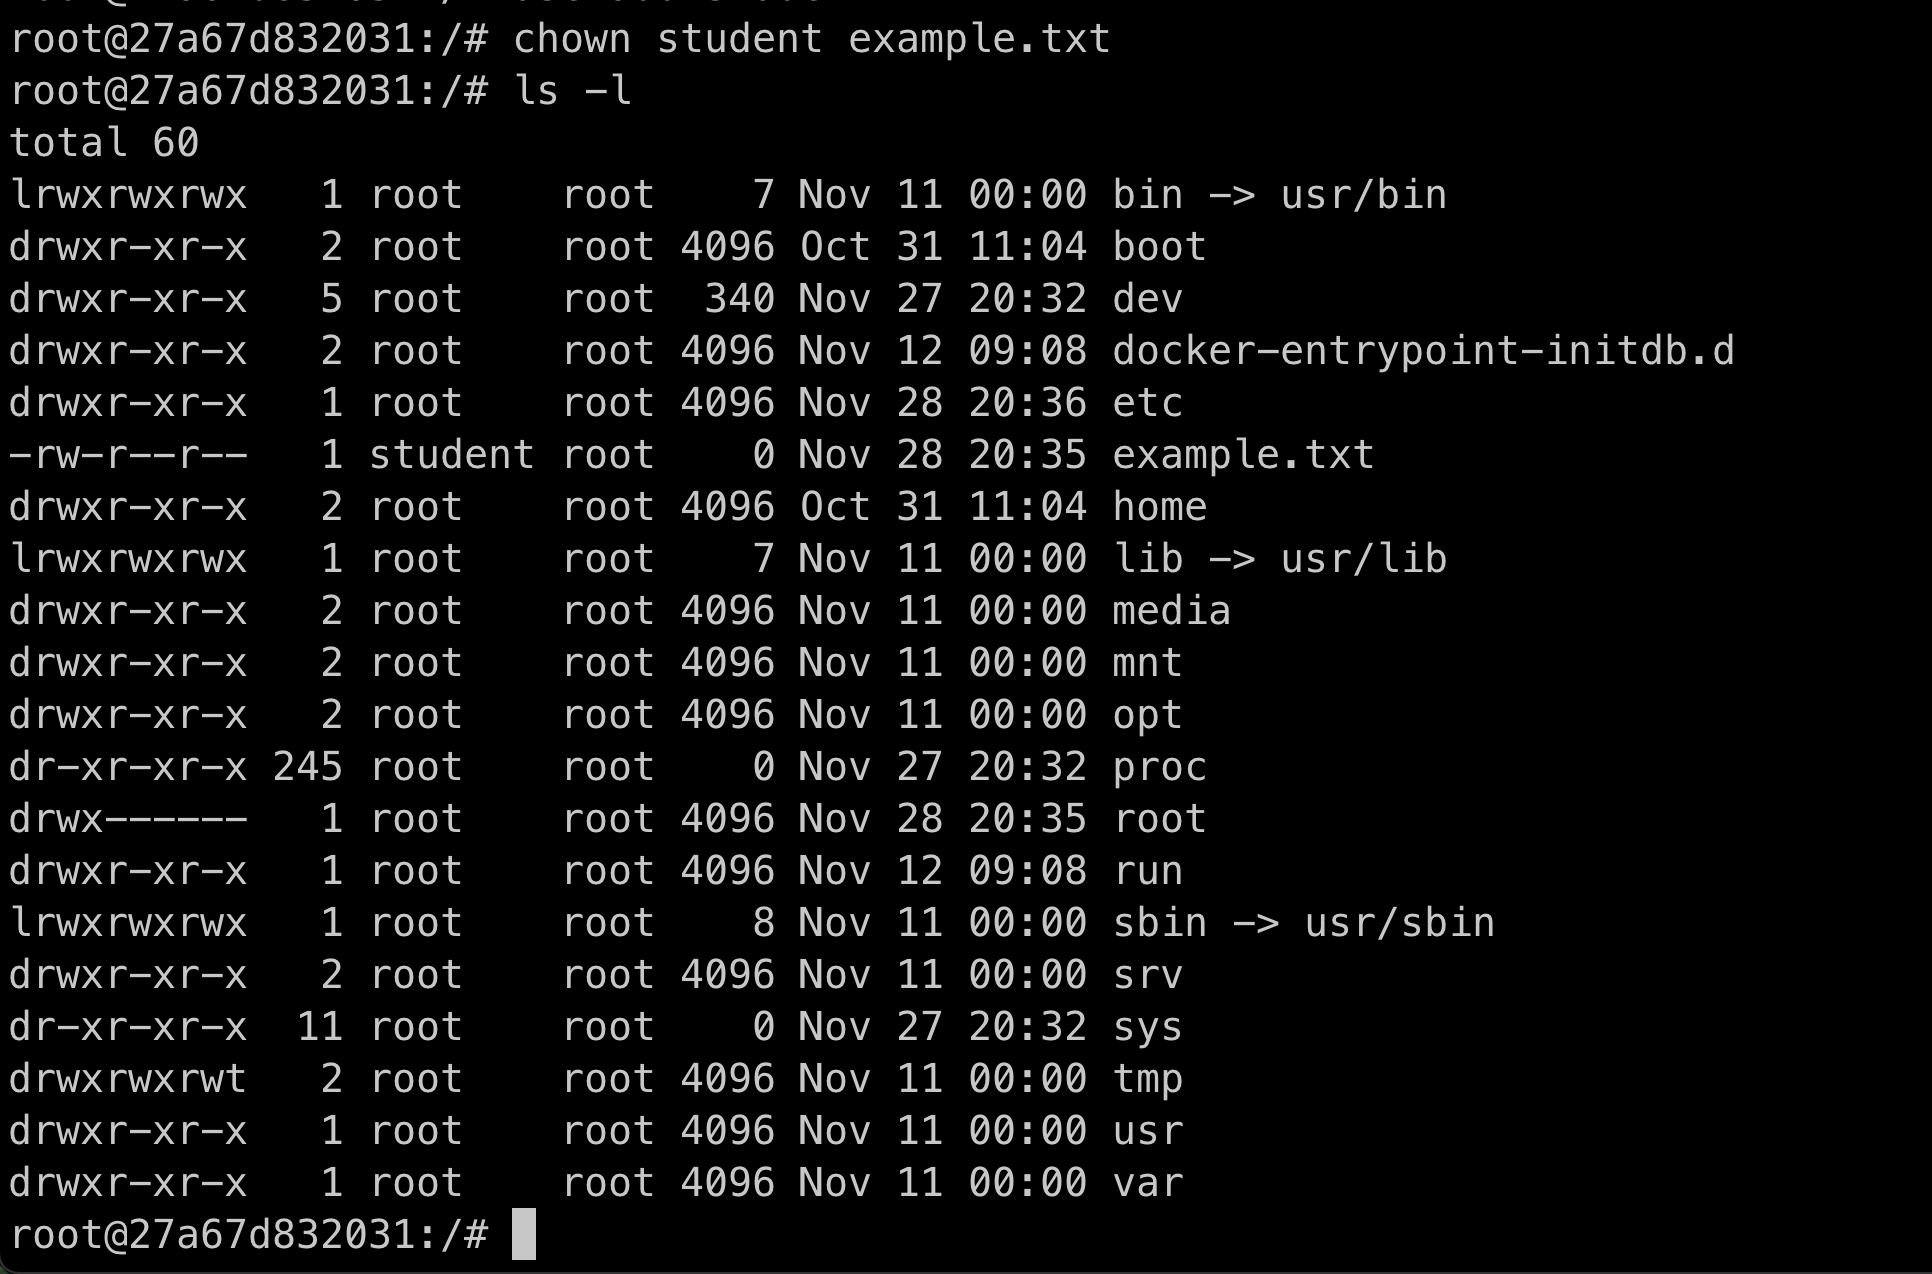 root@27a67d832031:/# chown student example.txt
root@27a67d832031:/# ls -l
total 60
lrwxrwxrwx   1 root    root    7 Nov 11 00:00 bin -> usr/bin
drwxr-xr-x   2 root    root 4096 Oct 31 11:04 boot
drwxr-xr-x   5 root    root  340 Nov 27 20:32 dev
drwxr-xr-x   2 root    root 4096 Nov 12 09:08 docker-entrypoint-initdb.d
drwxr-xr-x   1 root    root 4096 Nov 28 20:36 etc
-rw-r--r--   1 student root    0 Nov 28 20:35 example.txt
drwxr-xr-x   2 root    root 4096 Oct 31 11:04 home
lrwxrwxrwx   1 root    root    7 Nov 11 00:00 lib -> usr/lib
drwxr-xr-x   2 root    root 4096 Nov 11 00:00 media
drwxr-xr-x   2 root    root 4096 Nov 11 00:00 mnt
drwxr-xr-x   2 root    root 4096 Nov 11 00:00 opt
dr-xr-xr-x 245 root    root    0 Nov 27 20:32 proc
drwx------   1 root    root 4096 Nov 28 20:35 root
drwxr-xr-x   1 root    root 4096 Nov 12 09:08 run
lrwxrwxrwx   1 root    root    8 Nov 11 00:00 sbin -> usr/sbin
drwxr-xr-x   2 root    root 4096 Nov 11 00:00 srv
dr-xr-xr-x  11 root    root    0 Nov 27 20:32 sys
drwxrwxrwt   2 root    root 4096 Nov 11 00:00 tmp
drwxr-xr-x   1 root    root 4096 Nov 11 00:00 usr
drwxr-xr-x   1 root    root 4096 Nov 11 00:00 var
root@27a67d832031:/#